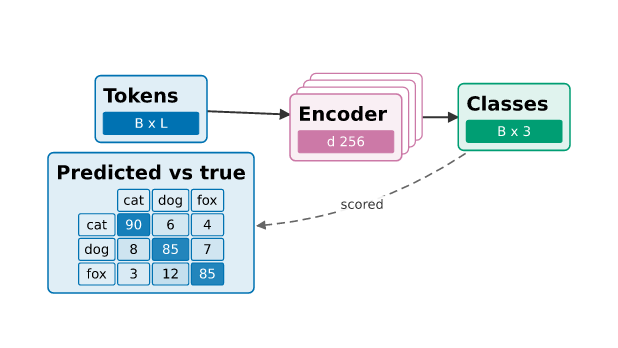 Tokens
B x L
Encoder
d 256
Classes
B x 3
scored
Predicted vs true
cat dog fox
cat 90 6 4
dog 8 85 7
fox 3 12 85